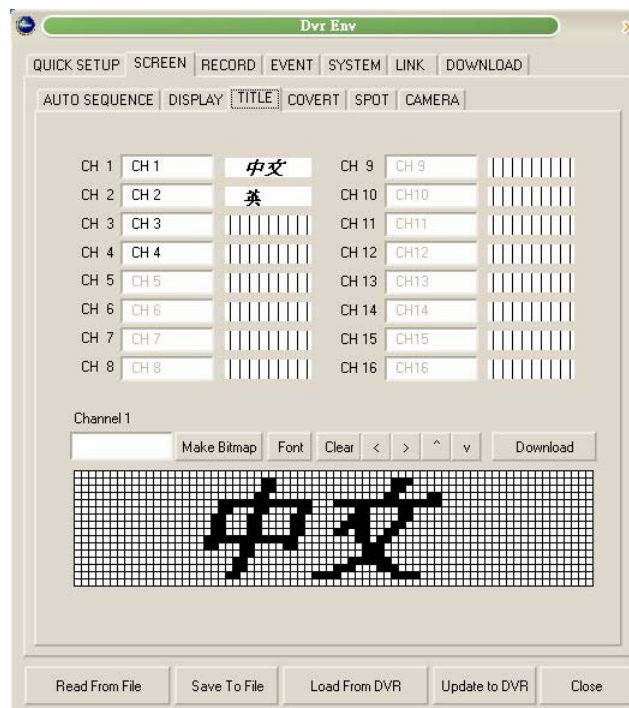 Dvr Env
QUICK SETUP SCREEN RECORD EVENT SYSTEM LINK DOWNLOAD
AUTO SEQUENCE DISPLAY TITLE COVERT SPOT CAMERA
CH 1 CH 1 中文 CH 9 CH 9
CH 2 CH 2 英 CH 10 CH10
CH 3 CH 3 CH 11 CH11
CH 4 CH 4 CH 12 CH12
CH 5 CH 5 CH 13 CH13
CH 6 CH 6 CH 14 CH14
CH 7 CH 7 CH 15 CH15
CH 8 CH 8 CH 16 CH16
Channel 1
Make Bitmap Font Clear < > ^ v Download
中文
Read From File Save To File Load From DVR Update to DVR Close